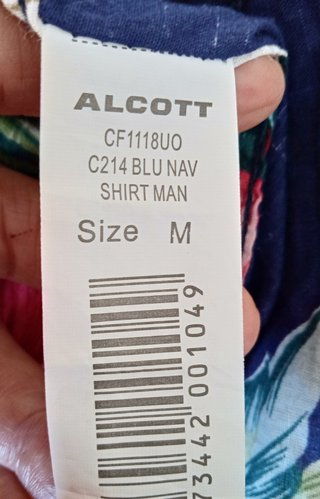 ALCOTT
CF1118UO
C214 BLU NAV
SHIRT MAN
Size M
73442 001049